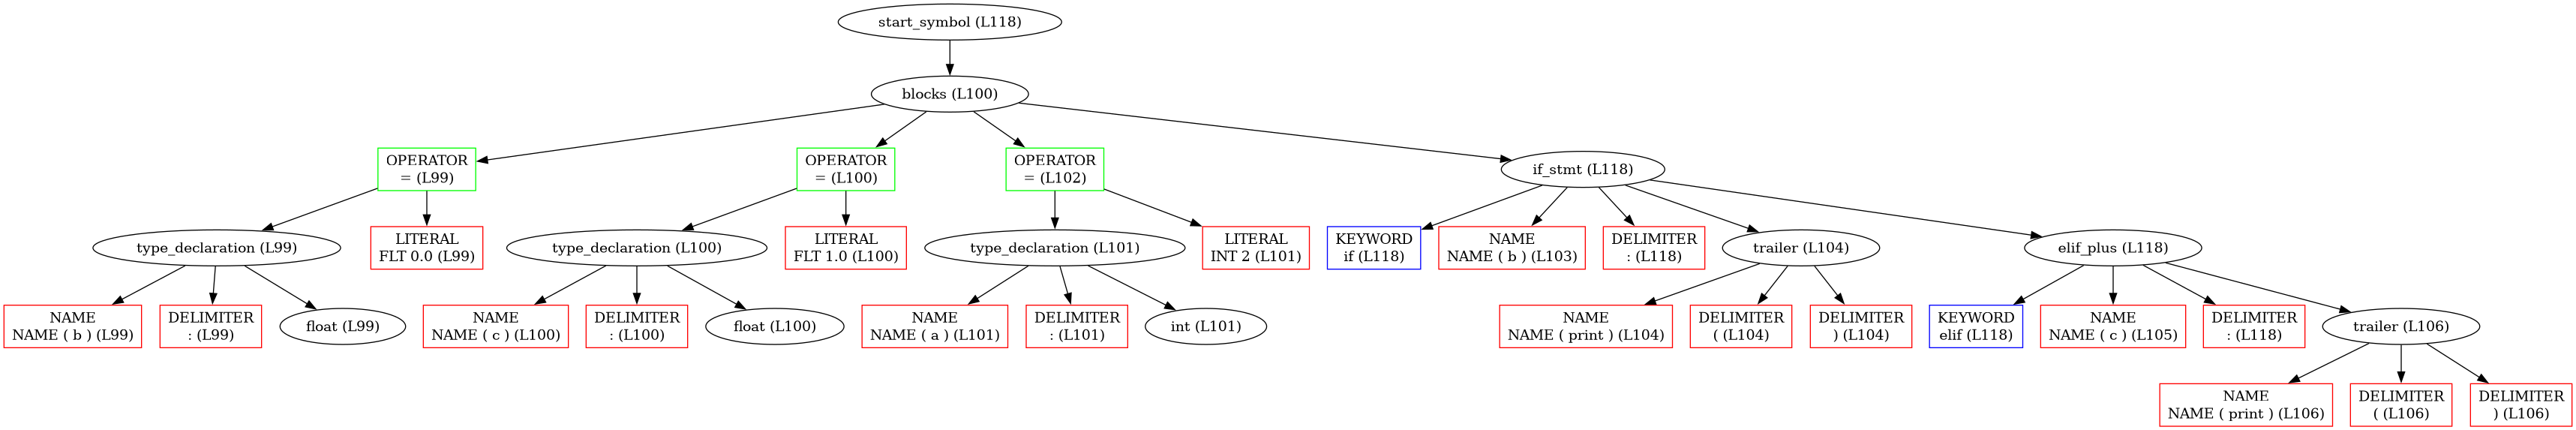 start_symbol (L118)
blocks (L100)
OPERATOR
= (L99)
OPERATOR
= (L100)
OPERATOR
= (L102)
if_stmt (L118)
type_declaration (L99)
LITERAL
FLT 0.0 (L99)
type_declaration (L100)
LITERAL
FLT 1.0 (L100)
type_declaration (L101)
LITERAL
INT 2 (L101)
KEYWORD
if (L118)
NAME
NAME ( b ) (L103)
DELIMITER
: (L118)
trailer (L104)
elif_plus (L118)
NAME
NAME ( b ) (L99)
DELIMITER
: (L99)
float (L99)
NAME
NAME ( c ) (L100)
DELIMITER
: (L100)
float (L100)
NAME
NAME ( a ) (L101)
DELIMITER
: (L101)
int (L101)
NAME
NAME ( print ) (L104)
DELIMITER
( (L104)
DELIMITER
) (L104)
KEYWORD
elif (L118)
NAME
NAME ( c ) (L105)
DELIMITER
: (L118)
trailer (L106)
NAME
NAME ( print ) (L106)
DELIMITER
( (L106)
DELIMITER
) (L106)